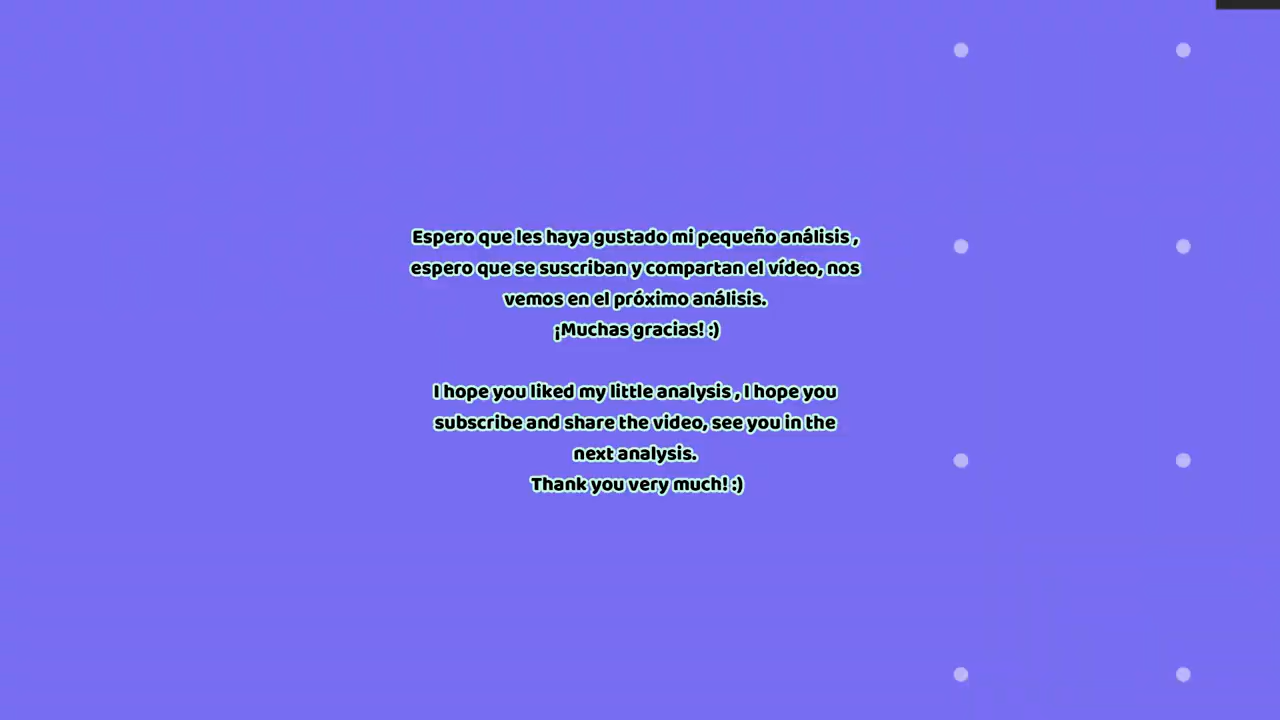 Espero que les haya gustado mi pequeño análisis ,
espero que se suscriban y compartan el vídeo, nos
vemos en el próximo análisis.
¡Muchas gracias! :)
I hope you liked my little analysis , I hope you
subscribe and share the video, see you in the
next analysis.
Thank you very much! :)